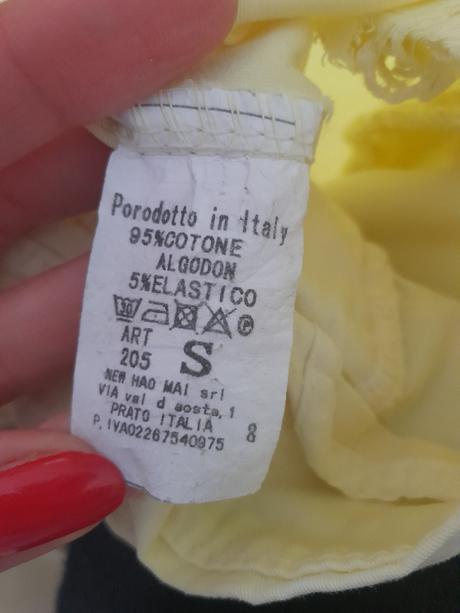 Porodotto in Italy
95%COTONE
ALGODON
5%ELASTICO
30 P
ART
205 S
NEW HAO MAI srl
VIA val d aosta,1
PRATO ITALIA
P.IVA02267540975 8